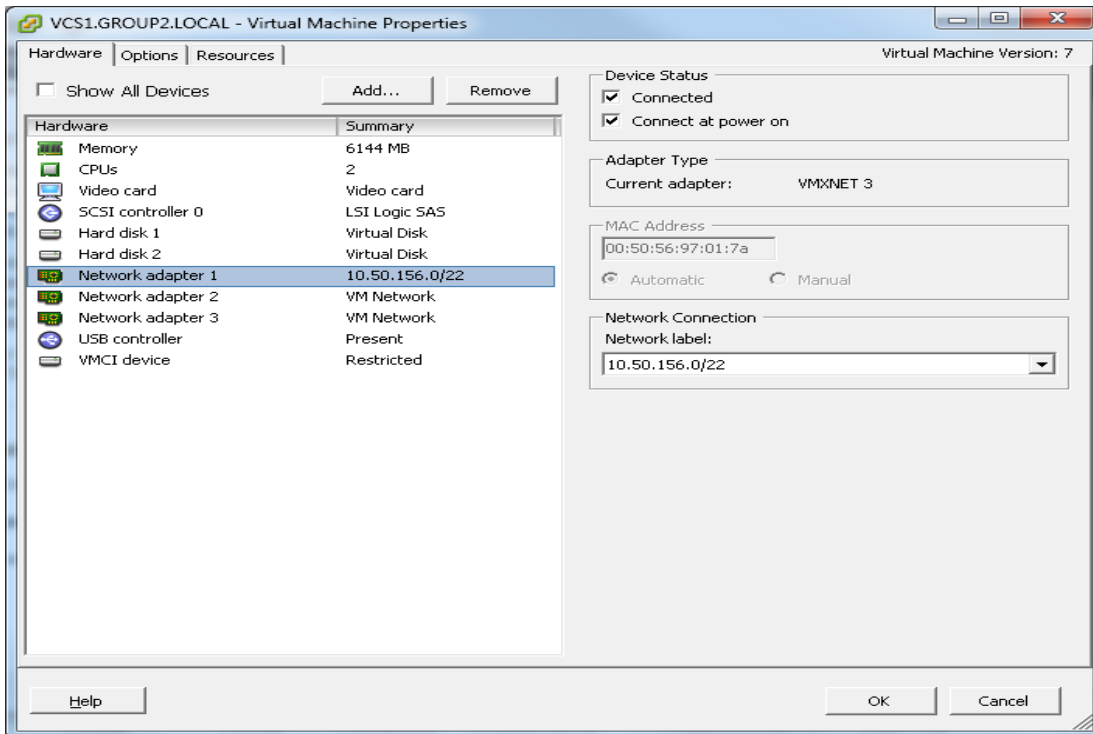 VCS1.GROUP2.LOCAL - Virtual Machine Properties
Hardware Options Resources Virtual Machine Version: 7
Show All Devices Add... Remove
Hardware Summary
Memory 6144 MB
CPUs 2
Video card Video card
SCSI controller 0 LSI Logic SAS
Hard disk 1 Virtual Disk
Hard disk 2 Virtual Disk
Network adapter 1 10.50.156.0/22
Network adapter 2 VM Network
Network adapter 3 VM Network
USB controller Present
VMCI device Restricted
Device Status
Connected
Connect at power on
Adapter Type
Current adapter: VMXNET 3
MAC Address
00:50:56:97:01:7a
Automatic Manual
Network Connection
Network label:
10.50.156.0/22
Help OK Cancel